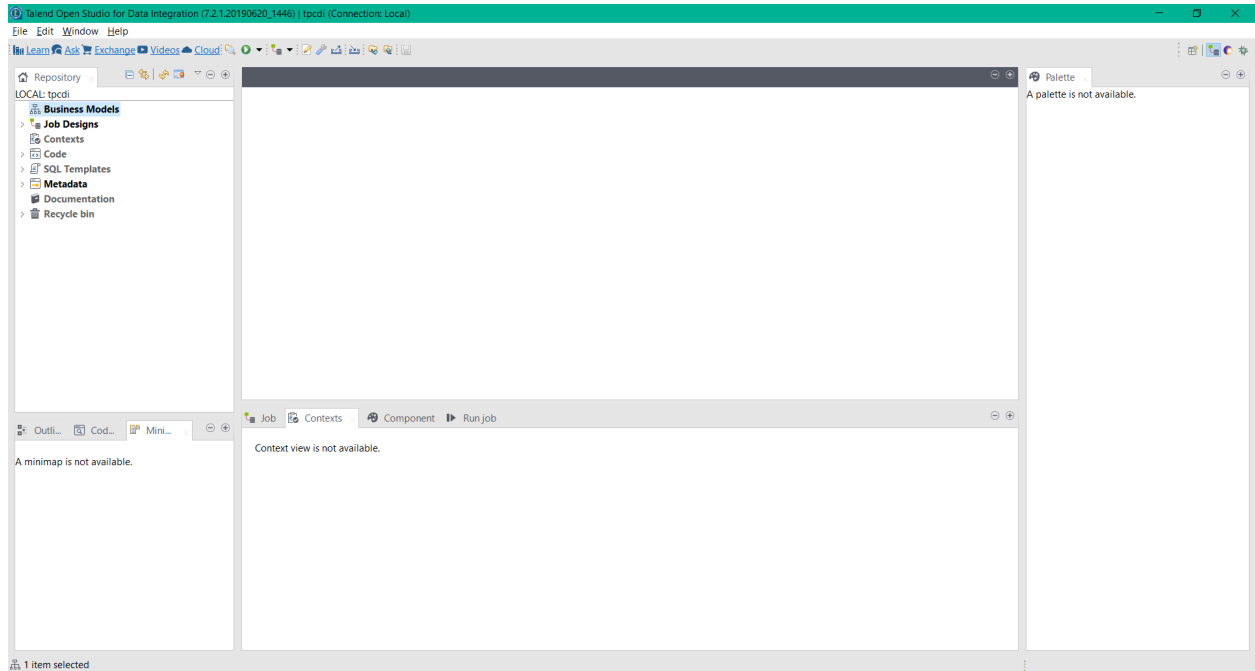 Talend Open Studio for Data Integration (7.2.1.20190620_1446) | tpcdi (Connection: Local)
File Edit Window Help
Learn Ask Exchange Videos Cloud
Repository
LOCAL: tpcdi
Business Models
Job Designs
Contexts
Code
SQL Templates
Metadata
Documentation
Recycle bin
Palette
A palette is not available.
Outli... Cod... Mini...
A minimap is not available.
Job Contexts Component Run job
Context view is not available.
1 item selected